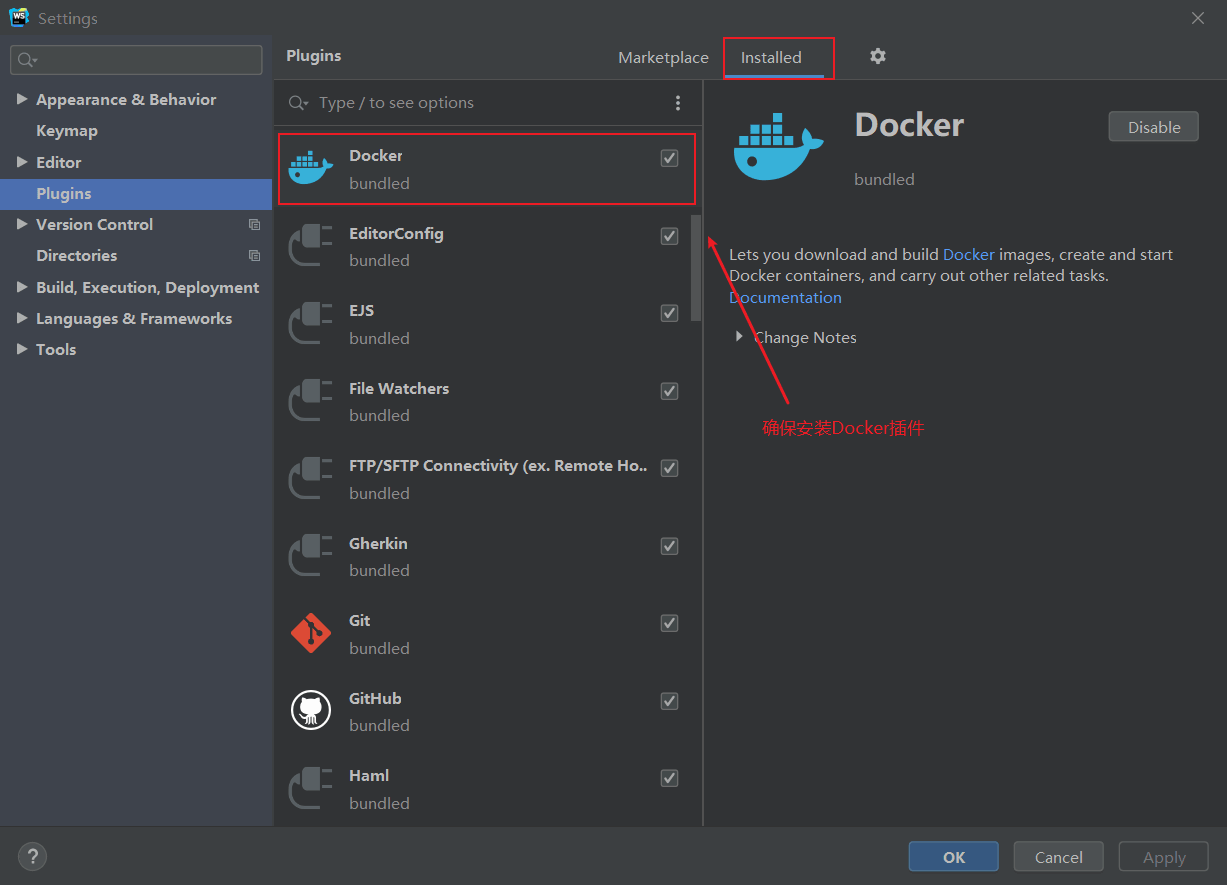 WS
Settings
Plugins
Marketplace
Installed
Type / to see options
Appearance & Behavior
Keymap
Editor
Plugins
Version Control
Directories
Build, Execution, Deployment
Languages & Frameworks
Tools
Docker
bundled
EditorConfig
bundled
EJS
bundled
File Watchers
bundled
FTP/SFTP Connectivity (ex. Remote Ho..
bundled
Gherkin
bundled
Git
bundled
GitHub
bundled
Haml
bundled
Docker
Disable
bundled
Lets you download and build Docker images, create and start
Docker containers, and carry out other related tasks.
Documentation
Change Notes
确保安装Docker插件
?
OK
Cancel
Apply